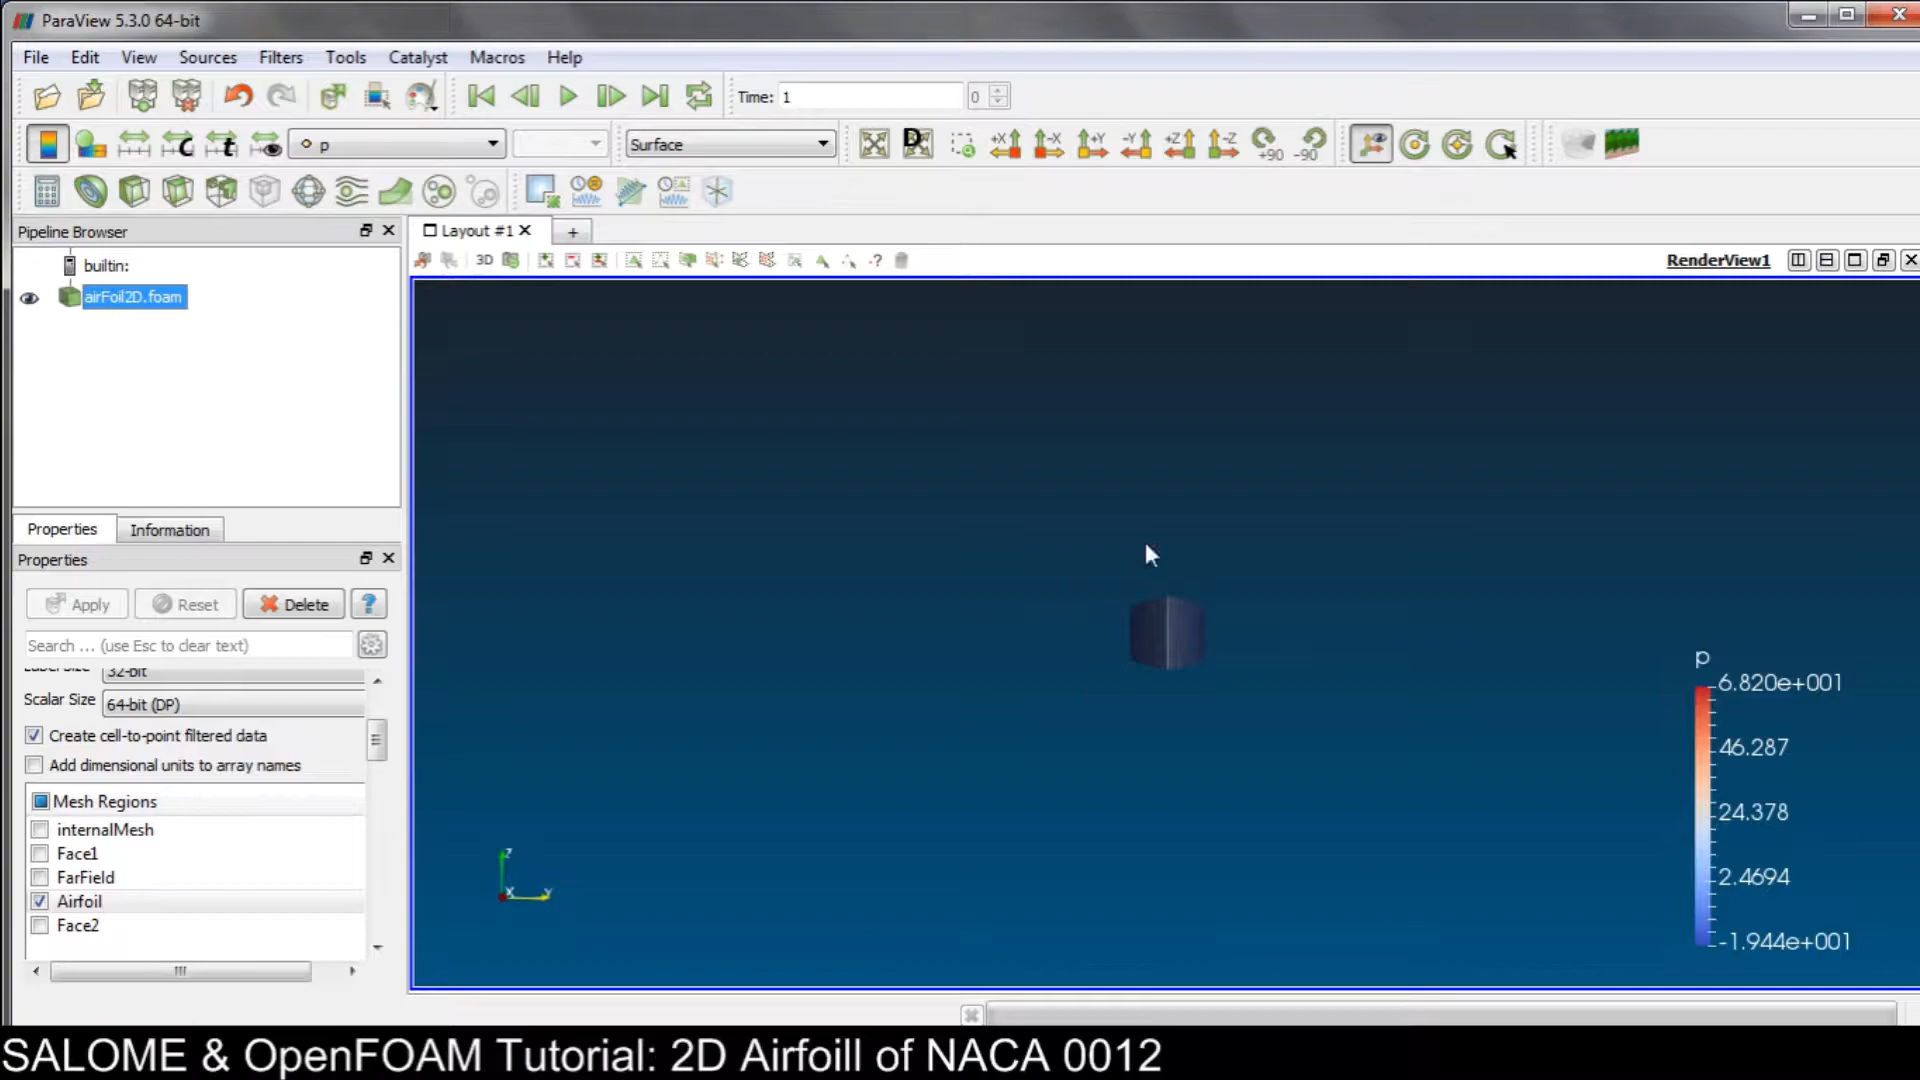 ParaView 5.3.0 64-bit
File Edit View Sources Filters Tools Catalyst Macros Help
Time: 1 0
p Surface +X -X +Y -Y +Z -Z +90 -90
Pipeline Browser
Layout #1 +
builtin:
3D ? RenderView1
airFoil2D.foam
Properties Information
Properties
Apply Reset Delete ?
Search ... (use Esc to clear text)
32-bit
Scalar Size 64-bit (DP)
Create cell-to-point filtered data
Add dimensional units to array names
Mesh Regions
internalMesh
Face1
FarField
Airfoil
Face2
Z
X Y
p
6.820e+001
46.287
24.378
2.4694
-1.944e+001
SALOME & OpenFOAM Tutorial: 2D Airfoill of NACA 0012